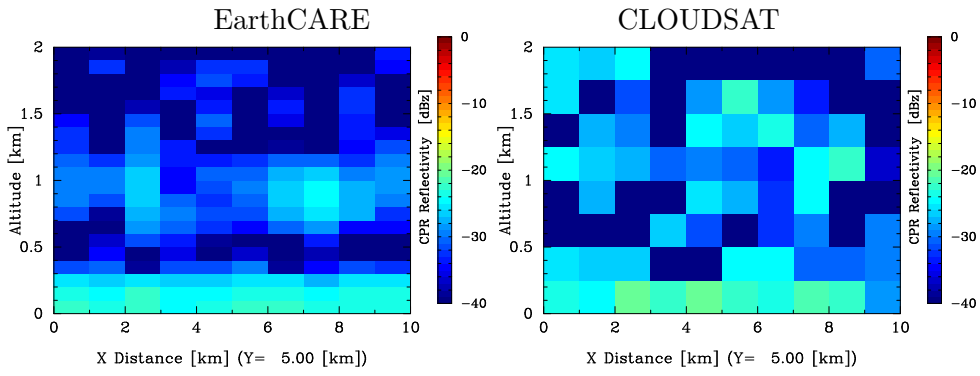 EarthCARE
CLOUDSAT
2
1.5
1
0.5
0
Altitude [km]
0 2 4 6 8 10
X Distance [km] (Y= 5.00 [km])
0
−10
−20
−30
−40
CPR Reflectivity [dBz]
2
1.5
1
0.5
0
Altitude [km]
0 2 4 6 8 10
X Distance [km] (Y= 5.00 [km])
0
−10
−20
−30
−40
CPR Reflectivity [dBz]